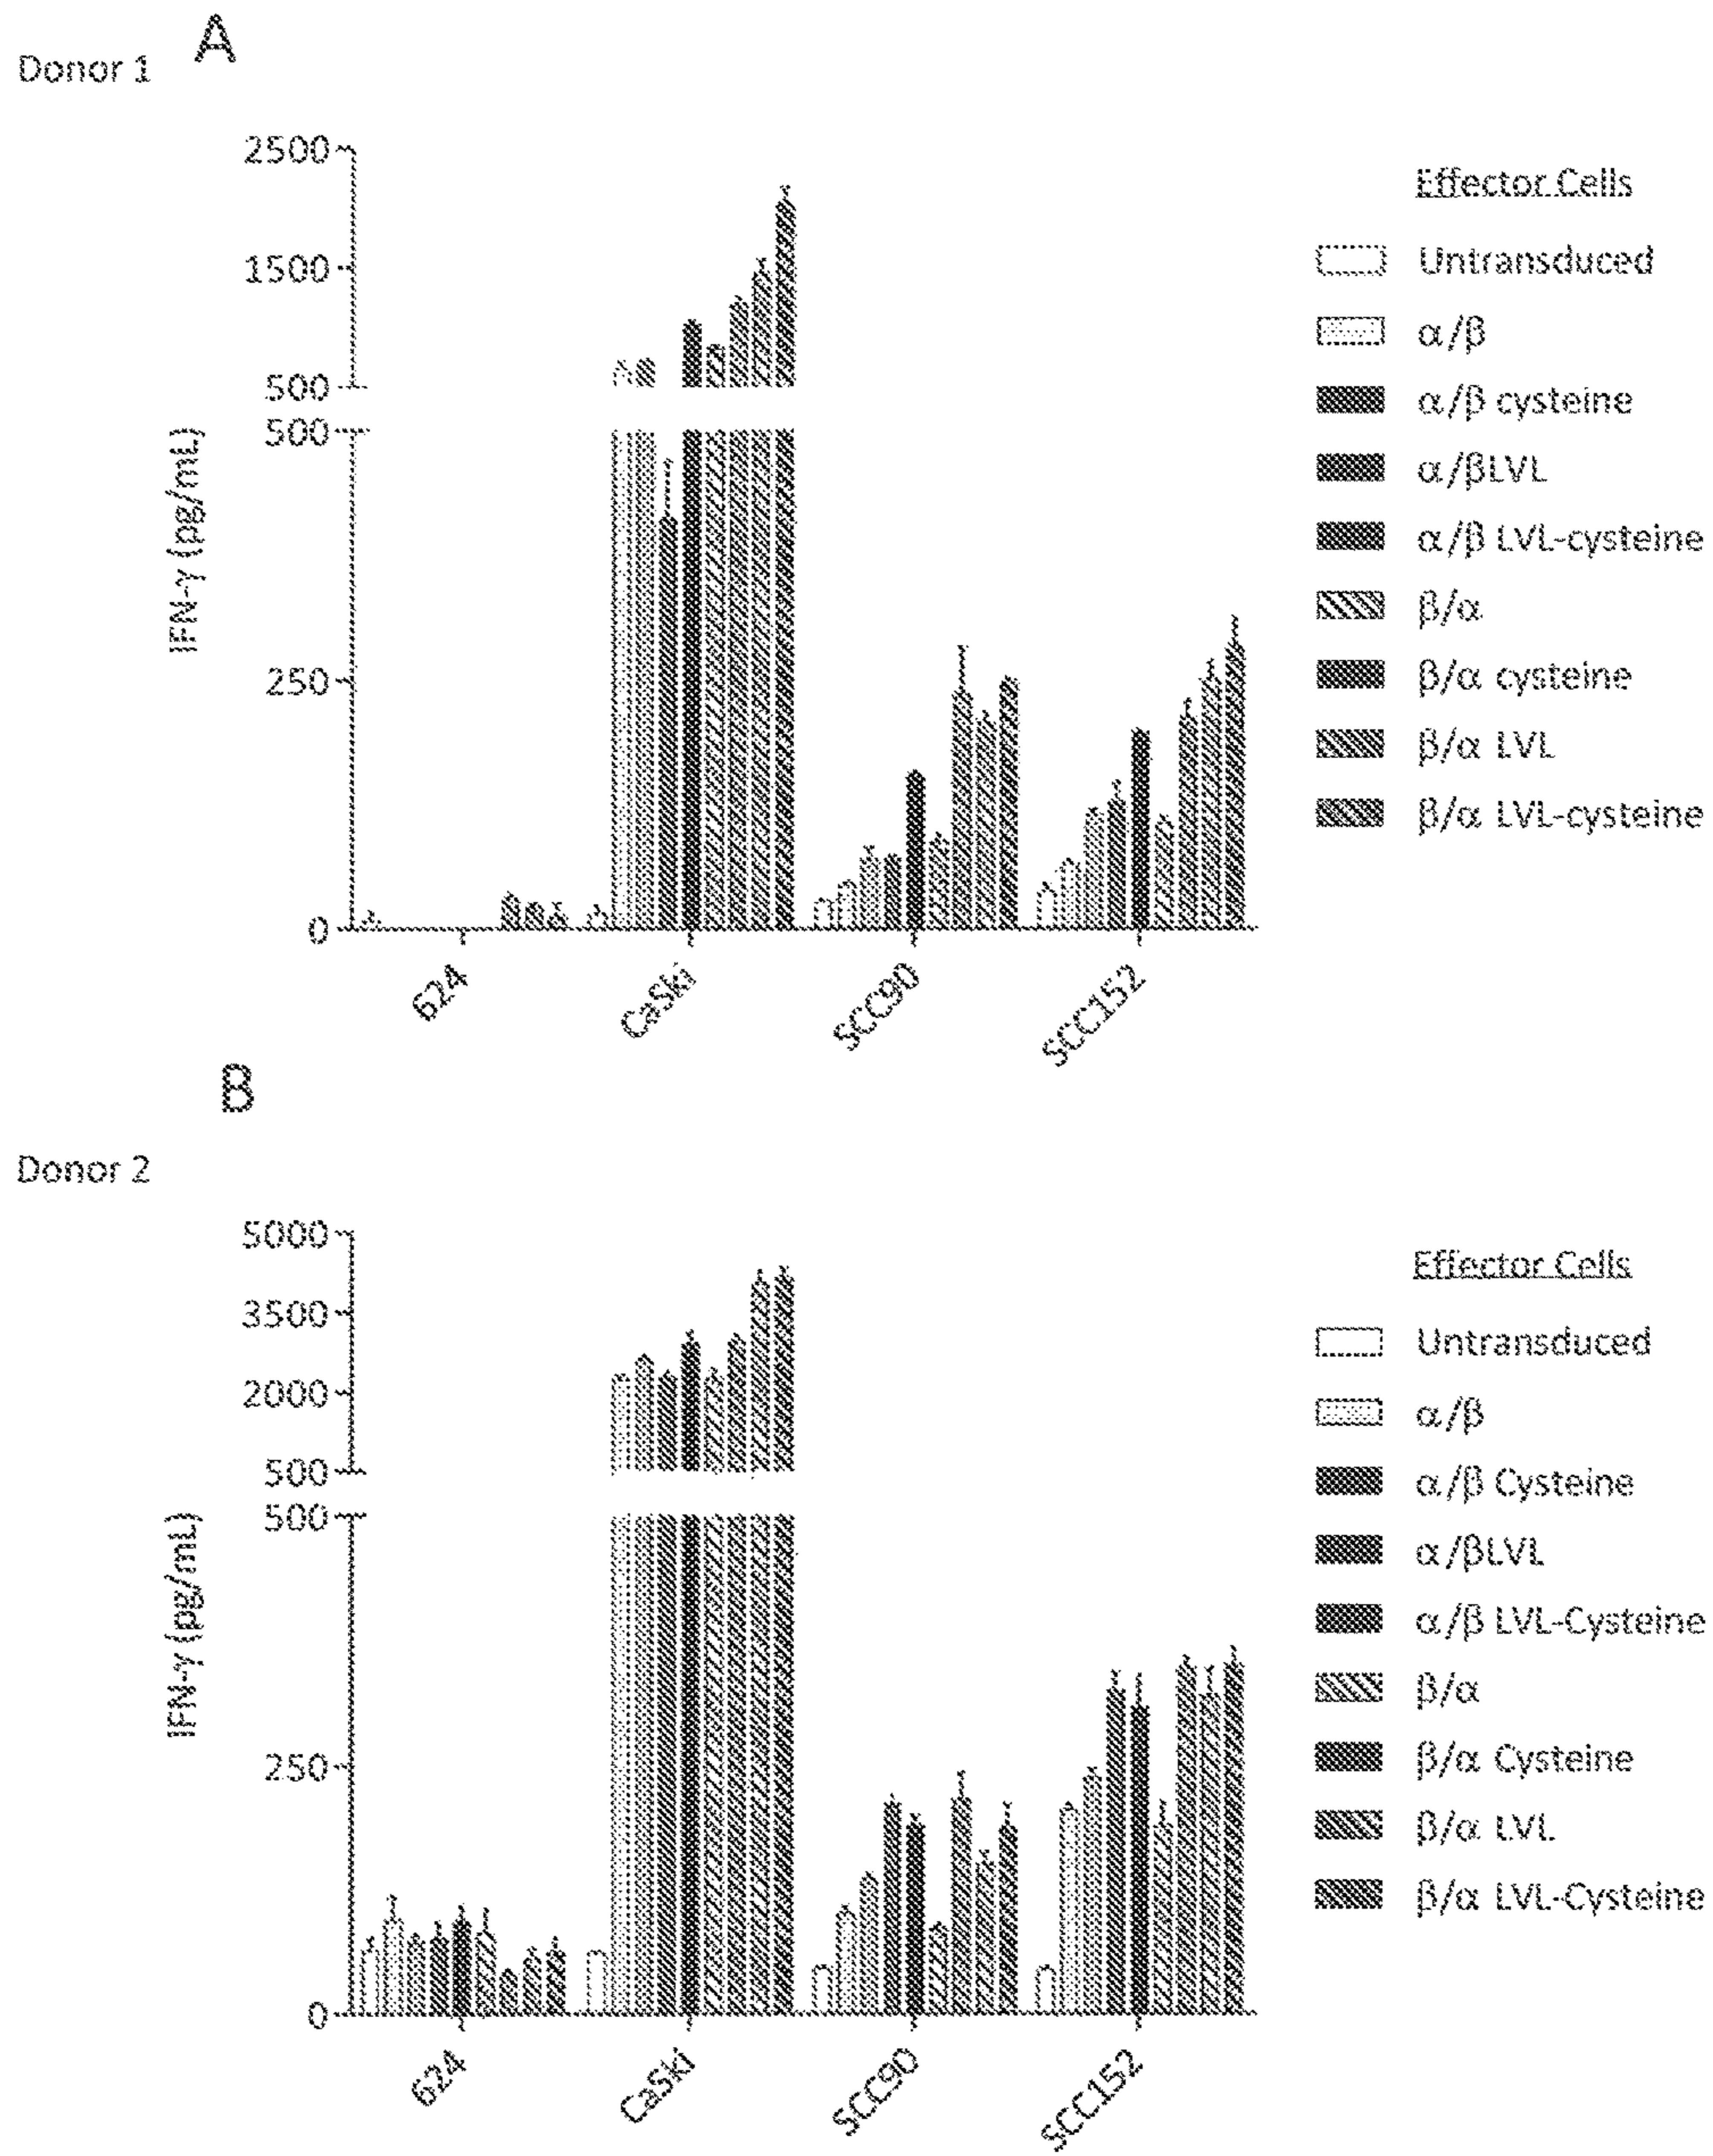 A
Donor 1
2500
1500
500
500
250
0
IFN-γ (pg/mL)
624
CaSki
SCC90
SCC152
Effector Cells
Untransduced
α/β
α/β cysteine
α/βLVL
α/β LVL-cysteine
β/α
β/α cysteine
β/α LVL
β/α LVL-cysteine
B
Donor 2
5000
3500
2000
500
500
250
0
IFN-γ (pg/mL)
624
CaSki
SCC90
SCC152
Effector Cells
Untransduced
α/β
α/β Cysteine
α/βLVL
α/β LVL-Cysteine
β/α
β/α Cysteine
β/α LVL
β/α LVL-Cysteine